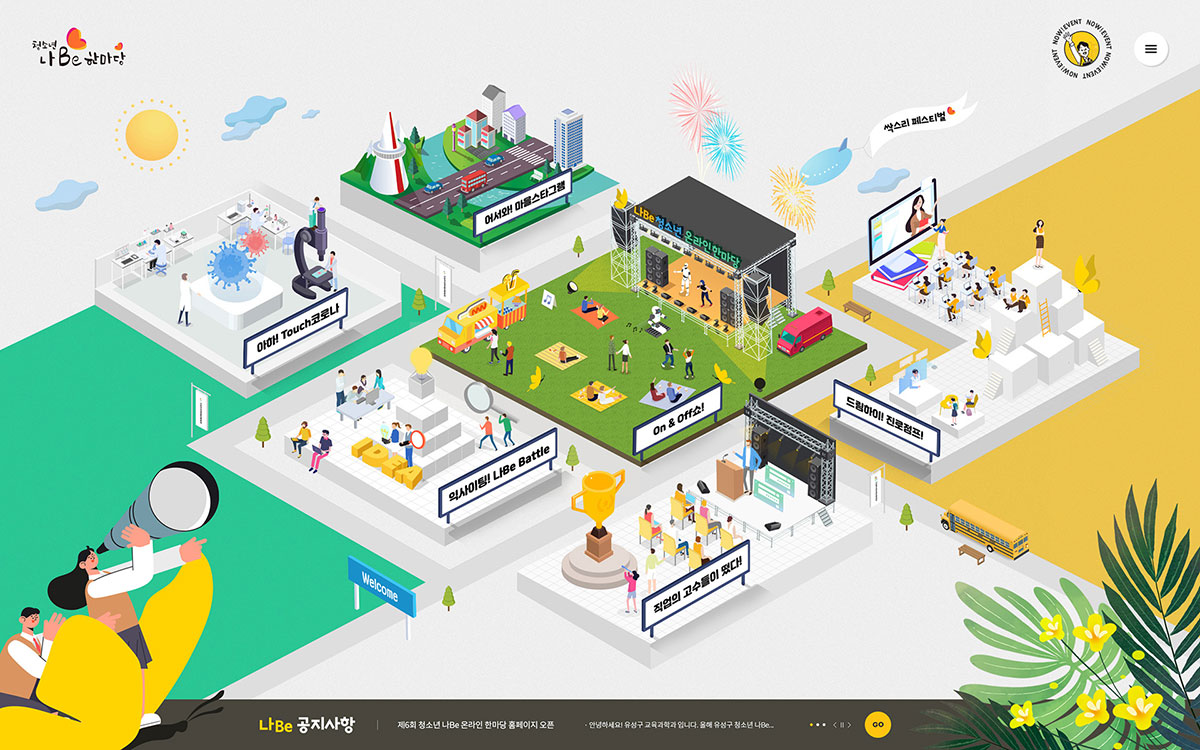 청소년
나Be 한마당
NOW!EVENT NOW!EVENT NOW!EVENT NOW!EVENT
싹스리 페스티벌
어서와! 마을스타그램
나Be 청소년 온라인한마당
아하! Touch코로나
On & Off쇼!
드림하이! 진로점프!
익사이팅! 나Be Battle
IDEA
직업의 고수들이 떴다!
Welcome
나Be 공지사항
제6회 청소년 나Be 온라인 한마당 홈페이지 오픈
· 안녕하세요! 유성구 교육과학과 입니다. 올해 유성구 청소년 나Be...
GO